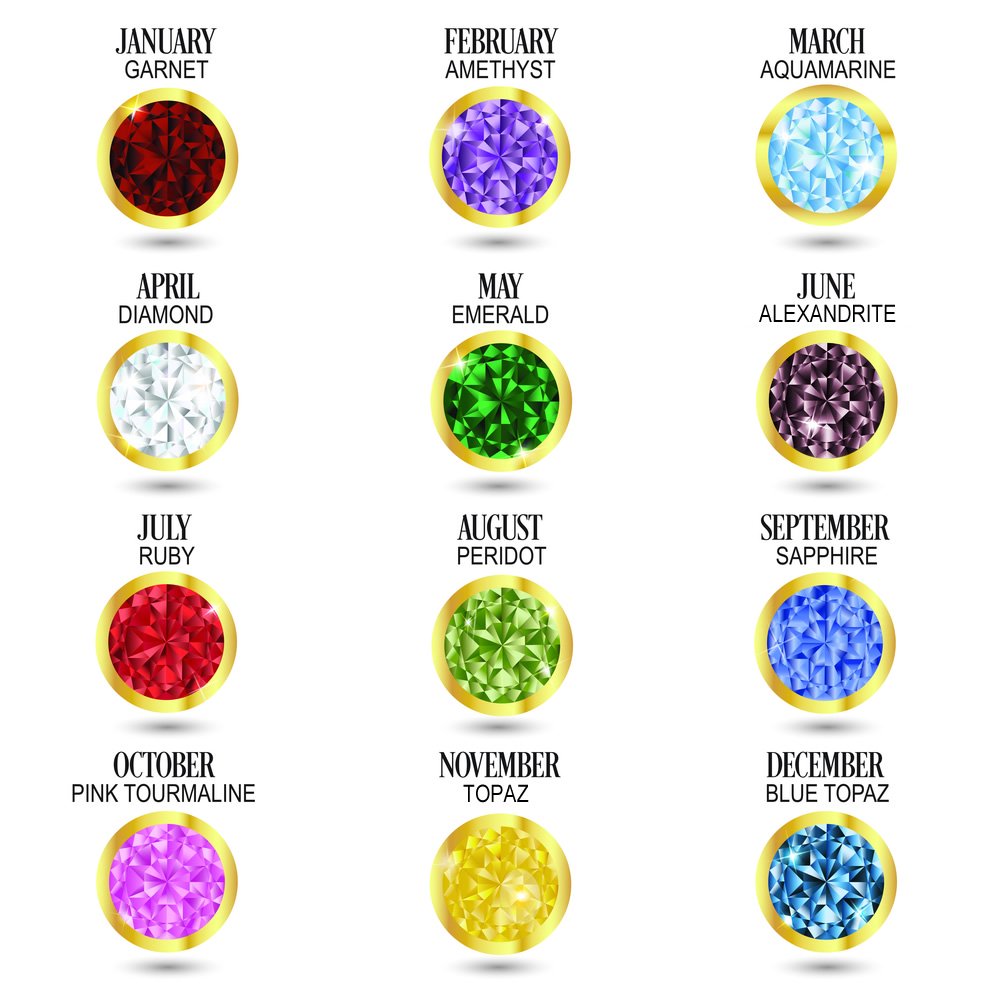 JANUARY
GARNET
FEBRUARY
AMETHYST
MARCH
AQUAMARINE
APRIL
DIAMOND
MAY
EMERALD
JUNE
ALEXANDRITE
JULY
RUBY
AUGUST
PERIDOT
SEPTEMBER
SAPPHIRE
OCTOBER
PINK TOURMALINE
NOVEMBER
TOPAZ
DECEMBER
BLUE TOPAZ